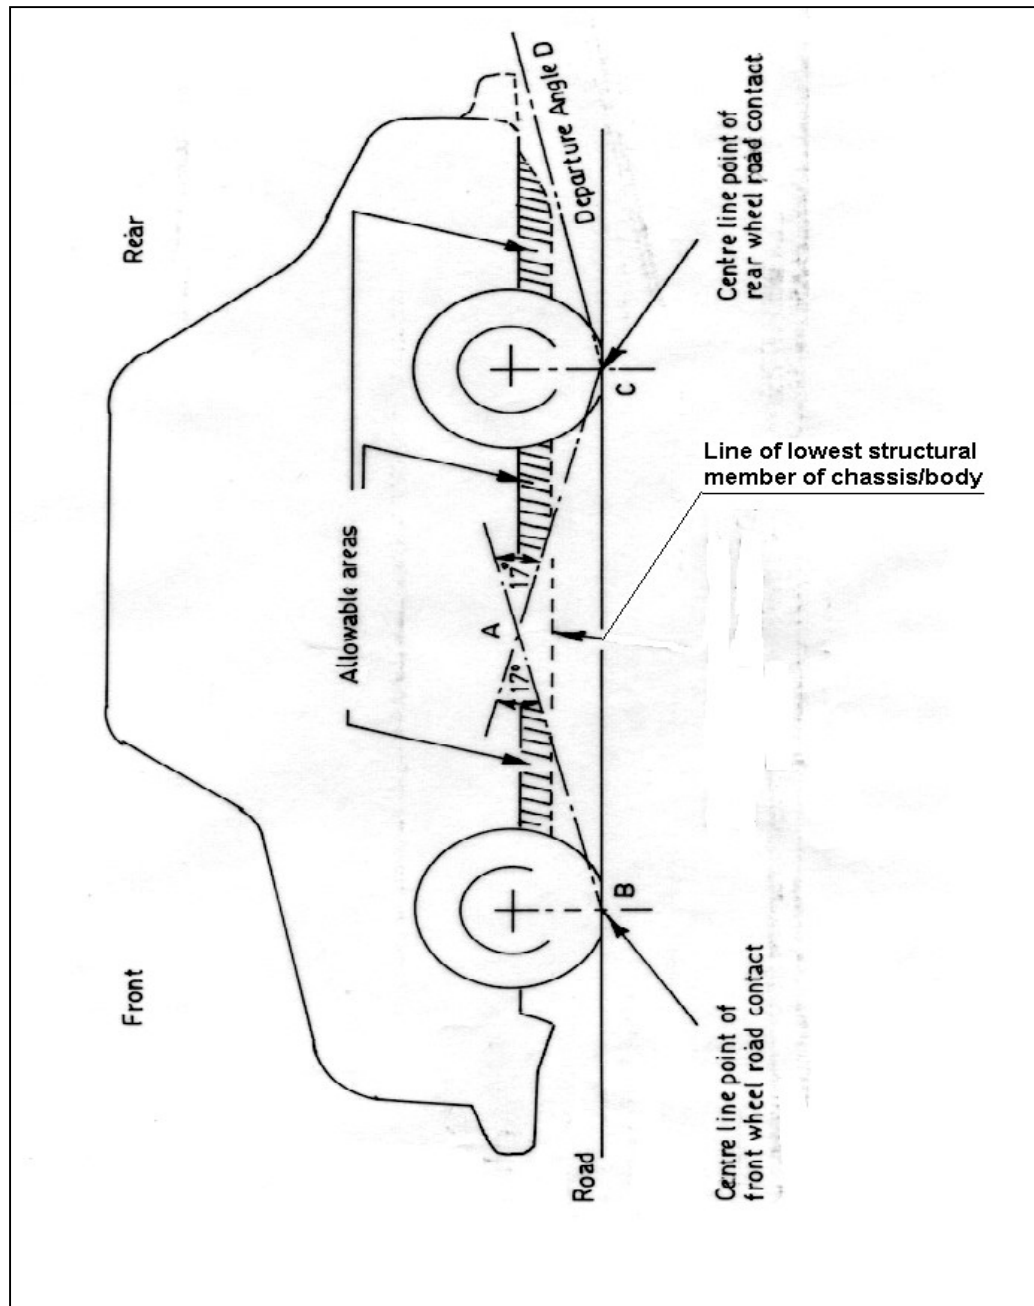 Front
Rear
Allowable areas
Departure Angle D
A
17°
17°
B
C
Road
Line of lowest structural
member of chassis/body
Centre line point of
front wheel road contact
Centre line point of
rear wheel road contact